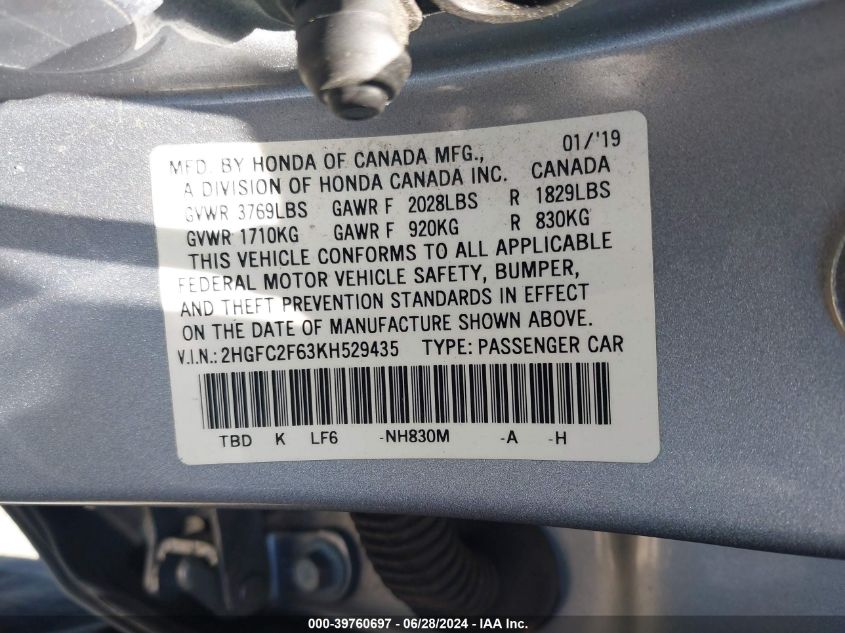 01/'19
MFD. BY HONDA OF CANADA MFG.,
A DIVISION OF HONDA CANADA INC. CANADA
GVWR 3769LBS GAWR F 2028LBS R 1829LBS
GVWR 1710KG GAWR F 920KG R 830KG
THIS VEHICLE CONFORMS TO ALL APPLICABLE
FEDERAL MOTOR VEHICLE SAFETY, BUMPER,
AND THEFT PREVENTION STANDARDS IN EFFECT
ON THE DATE OF MANUFACTURE SHOWN ABOVE.
V.I.N.: 2HGFC2F63KH529435 TYPE: PASSENGER CAR
TBD K LF6 -NH830M -A -H
000-39760697 - 06/28/2024 - IAA Inc.